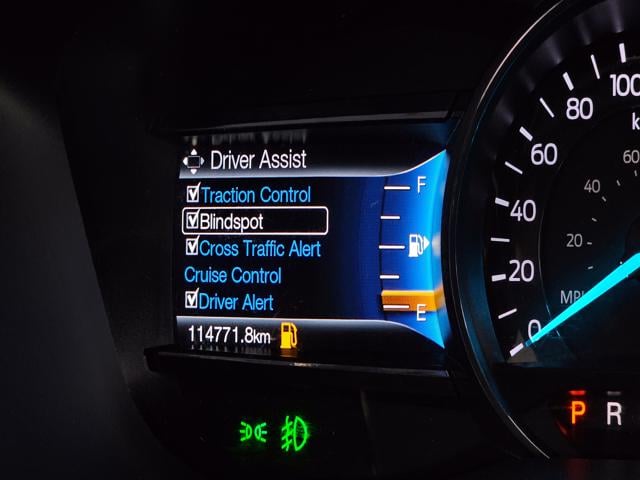 Driver Assist
Traction Control
Blindspot
Cross Traffic Alert
Cruise Control
Driver Alert
114771.8km
F
E
100
80
60
40
20
0
60
40
20
P R